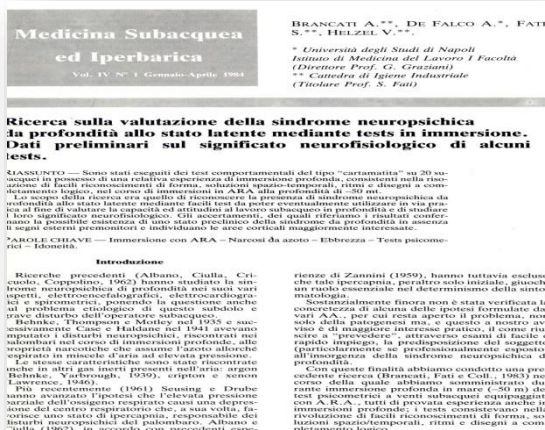 Medicina Subacquea
ed Iperbarica
Vol. IV N° 1 Gennaio-Aprile 1984
BRANCATI A.**, DE FALCO A.*, FATI
S.**, HELZEL V.**.
* Università degli Studi di Napoli
Istituto di Medicina del Lavoro I Facoltà
(Direttore Prof. G. Graziani)
** Cattedra di Igiene Industriale
(Titolare Prof. S. Fati)
Ricerca sulla valutazione della sindrome neuropsichica
da profondità allo stato latente mediante tests in immersione.
Dati preliminari sul significato neurofisiologico di alcuni
tests.
RIASSUNTO — Sono stati eseguiti dei test comportamentali del tipo "cartamatita" su 20 su-
bacquei in possesso di una relativa esperienza di immersione profonda, consistenti nella riso-
uzione di facili riconoscimenti di forma, soluzioni spazio-temporali, ritmi e disegni a com-
pletamento logico, nel corso di immersioni in ARA alla profondità di -50 mt.
Lo scopo della ricerca era quello di riconoscere la presenza di sindrome neuropsichica da
profondità allo stato latente mediante facili test da poter eventualmente utilizzare in via pra-
tica al fine di valutare la capacità ed attitudini al lavoro subacqueo in profondità e di studiare
il loro significato neurofisiologico. Gli accertamenti, dei quali riferiamo i risultati confer-
mano la possibile esistenza di uno stato preclinico della sindrome da profondità in assenza
di segni esterni premonitori e individuano le aree corticali maggiormente interessate.
PAROLE CHIAVE — Immersione con ARA – Narcosi da azoto – Ebbrezza – Tests psicome-
trici – Idoneità.
Introduzione
Ricerche precedenti (Albano, Ciulla, Cri-
cuolo, Coppolino, 1962) hanno studiato la sin-
drome neuropsichica di profondità nei suoi vari
aspetti, elettroencefalografici, elettrocardiogra-
fici e spirometrici, ponendo la questione anche
sul problema etiologico di questo subdolo e
grave disturbo dell'operatore subacqueo.
Behnke, Thompson e Motley nel 1935 e suc-
cessivamente Case e Haldane nel 1941 avevano
imputato i disturbi neuropsichici, riscontrati nei
palombari nel corso di immersioni profonde, alle
proprietà narcotiche che assume l'azoto allorché
respirato in miscele d'aria ad elevata pressione.
Le stesse caratteristiche sono state riscontrate
anche in altri gas inerti presenti nell'aria: argon
(Behnke, Yarbrough, 1939), cripton e xenon
(Lawrence, 1946).
Più recentemente (1961) Seusing e Drube
hanno avanzato l'ipotesi che l'elevata pressione
parziale dell'ossigeno respirato causi una depres-
sione del centro respiratorio che, a sua volta, fa-
vorisce uno stato di ipercapnia, responsabile dei
disturbi neuropsichici del palombaro. Albano e
Ciulla (1962), in accordo con precedenti espe-
rienze di Zannini (1959), hanno tuttavia escluso
che tale ipercapnia, peraltro solo iniziale, giuochi
un ruolo essenziale nel determinismo della sinto-
matologia.
Sostanzialmente finora non è stata verificata la
concretezza di alcuna delle ipotesi formulate dai
vari AA., per cui resta aperto il problema, non
solo della patogenesi ma, e questo a nostro av-
viso è di maggiore interesse pratico, il come riu-
scire a prevedere, attraverso esami di facile e
rapido impiego, la predisposizione del soggetto
(particolarmente se professionalmente esposto)
all'insorgenza della sindrome neuropsichica di
profondità.
Con queste finalità abbiamo condotto una pre-
cedente ricerca (Brancati, Fati e Coll., 1983) nel
corso della quale abbiamo somministrato du-
rante immersione profonda in mare (–50 m) dei
test psicometrici a venti subacquei equipaggiati
con A.R.A., tutti di provata esperienza anche in
immersioni profonde; i tests consistevano nella
rivoluzione di facili riconoscimenti di forma, so-
luzioni spazio/temporali, ritmi e disegni a com-
pletamento logico.